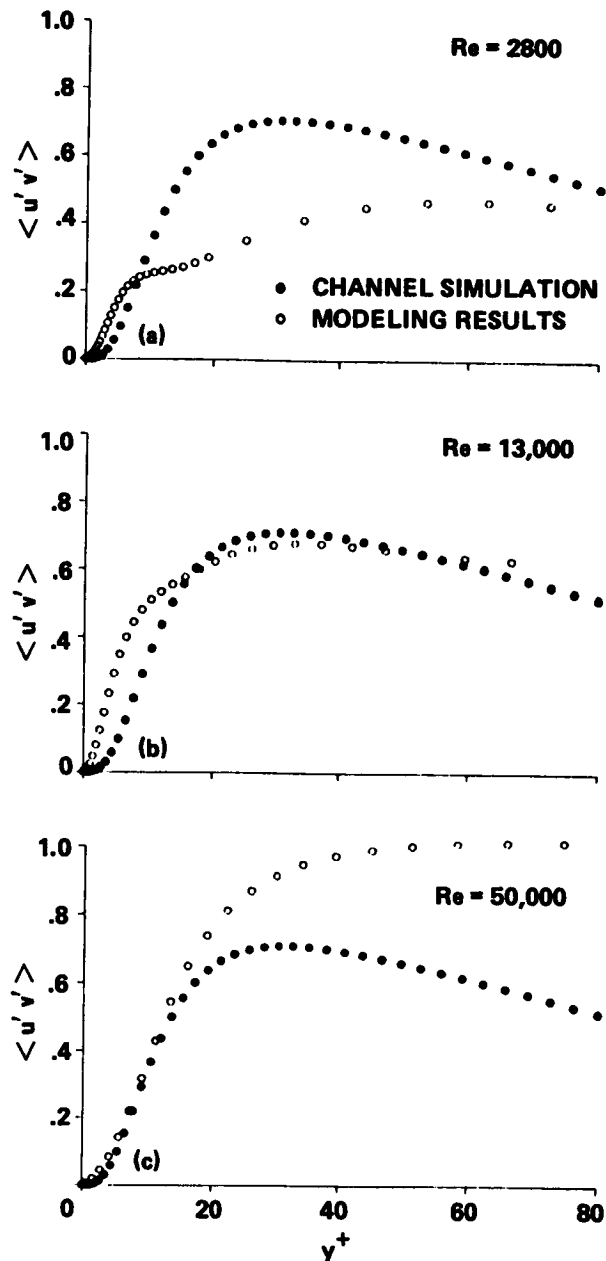 1.0
Re = 2800
.8
.6
.4
.2
0
< u' v' >
● CHANNEL SIMULATION
○ MODELING RESULTS
(a)
1.0
Re = 13,000
.8
.6
.4
.2
0
< u' v' >
(b)
1.0
Re = 50,000
.8
.6
.4
.2
< u' v' >
(c)
0 20 40 60 80
y+